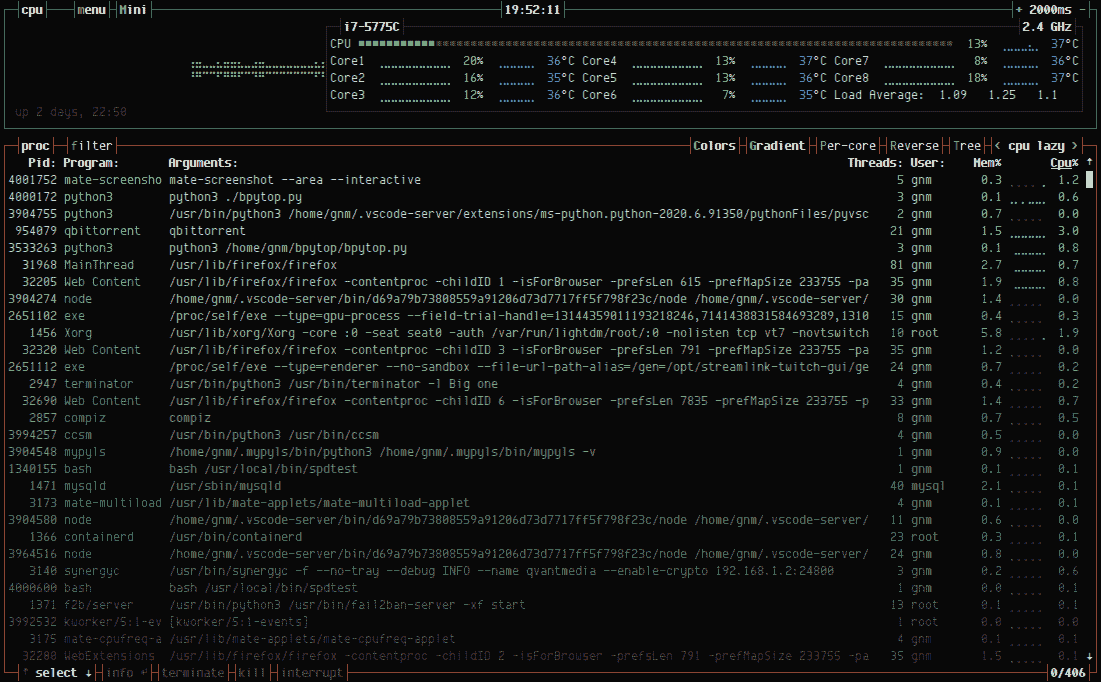 cpu menu Mini 19:52:11 + 2000ms -
i7-5775C 2.4 GHz
CPU 13% 37°C
Core1 20% 36°C Core4 13% 37°C Core7 8% 36°C
Core2 16% 35°C Core5 13% 36°C Core8 18% 37°C
Core3 12% 36°C Core6 7% 35°C Load Average: 1.09 1.25 1.1
up 2 days, 22:50
proc filter Colors Gradient Per-core Reverse Tree < cpu lazy >
Pid: Program: Arguments: Threads: User: Mem% Cpu% ↑
4001752 mate-screensho mate-screenshot --area --interactive 5 gnm 0.3 1.2
4000172 python3 python3 ./bpytop.py 3 gnm 0.1 0.6
3904755 python3 /usr/bin/python3 /home/gnm/.vscode-server/extensions/ms-python.python-2020.6.91350/pythonFiles/pyvsc 2 gnm 0.7 0.0
954079 qbittorrent qbittorrent 21 gnm 1.5 3.0
3533263 python3 python3 /home/gnm/bpytop/bpytop.py 3 gnm 0.1 0.8
31968 MainThread /usr/lib/firefox/firefox 81 gnm 2.7 0.7
32205 Web Content /usr/lib/firefox/firefox -contentproc -childID 1 -isForBrowser -prefsLen 615 -prefMapSize 233755 -pa 35 gnm 1.9 0.8
3904274 node /home/gnm/.vscode-server/bin/d69a79b73808559a91206d73d7717ff5f798f23c/node /home/gnm/.vscode-server/ 30 gnm 1.4 0.0
2651102 exe /proc/self/exe --type=gpu-process --field-trial-handle=13144359011193218246,7141438831584693289,1310 15 gnm 0.4 0.3
1456 Xorg /usr/lib/xorg/Xorg -core :0 -seat seat0 -auth /var/run/lightdm/root/:0 -nolisten tcp vt7 -novtswitch 10 root 5.8 1.9
32320 Web Content /usr/lib/firefox/firefox -contentproc -childID 3 -isForBrowser -prefsLen 791 -prefMapSize 233755 -pa 35 gnm 1.2 0.0
2651112 exe /proc/self/exe --type=renderer --no-sandbox --file-url-path-alias=/gen=/opt/streamlink-twitch-gui/ge 24 gnm 0.7 0.2
2947 terminator /usr/bin/python3 /usr/bin/terminator -l Big one 4 gnm 0.4 0.2
32690 Web Content /usr/lib/firefox/firefox -contentproc -childID 6 -isForBrowser -prefsLen 7835 -prefMapSize 233755 -p 33 gnm 1.4 0.7
2857 compiz compiz 8 gnm 0.7 0.5
3994257 ccsm /usr/bin/python3 /usr/bin/ccsm 4 gnm 0.5 0.0
3904548 mypyls /home/gnm/.mypyls/bin/python3 /home/gnm/.mypyls/bin/mypyls -v 1 gnm 0.9 0.0
1340155 bash bash /usr/local/bin/spdtest 1 gnm 0.1 0.1
1471 mysqld /usr/sbin/mysqld 40 mysql 2.1 0.1
3173 mate-multiload /usr/lib/mate-applets/mate-multiload-applet 4 gnm 0.1 0.1
3904580 node /home/gnm/.vscode-server/bin/d69a79b73808559a91206d73d7717ff5f798f23c/node /home/gnm/.vscode-server/ 11 gnm 0.6 0.0
1366 containerd /usr/bin/containerd 23 root 0.3 0.1
3964516 node /home/gnm/.vscode-server/bin/d69a79b73808559a91206d73d7717ff5f798f23c/node /home/gnm/.vscode-server/ 24 gnm 0.8 0.0
3140 synergyc /usr/bin/synergyc -f --no-tray --debug INFO --name qvantmedia --enable-crypto 192.168.1.2:24800 3 gnm 0.2 0.6
4000600 bash bash /usr/local/bin/spdtest 1 gnm 0.0 0.1
1371 f2b/server /usr/bin/python3 /usr/bin/fail2ban-server -xf start 13 root 0.1 0.1
3992532 kworker/5:1-ev [kworker/5:1-events] 1 root 0.0 0.0
3175 mate-cpufreq-a /usr/lib/mate-applets/mate-cpufreq-applet 4 gnm 0.1 0.1
32280 WebExtensions /usr/lib/firefox/firefox -contentproc -childID 2 -isForBrowser -prefsLen 791 -prefMapSize 233755 -pa 35 gnm 1.5 0.1 ↓
↑ select ↓ info ↵ terminate kill interrupt 0/406